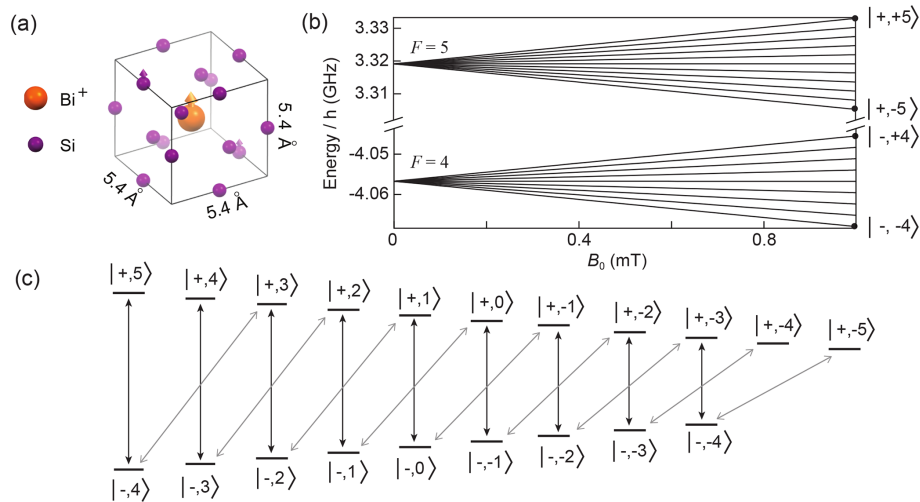 (a)
Bi+
Si
5.4 Å
5.4 Å
5.4 Å
(b)
Energy / h (GHz)
3.33
3.32
3.31
-4.05
-4.06
F = 5
F = 4
0
0.4
0.8
B0 (mT)
|+,+5⟩
|+,-5⟩
|-,+4⟩
|-,-4⟩
(c)
|+,5⟩ |+,4⟩ |+,3⟩ |+,2⟩ |+,1⟩ |+,0⟩ |+,-1⟩ |+,-2⟩ |+,-3⟩ |+,-4⟩ |+,-5⟩
|-,4⟩ |-,3⟩ |-,2⟩ |-,1⟩ |-,0⟩ |-,-1⟩ |-,-2⟩ |-,-3⟩ |-,-4⟩